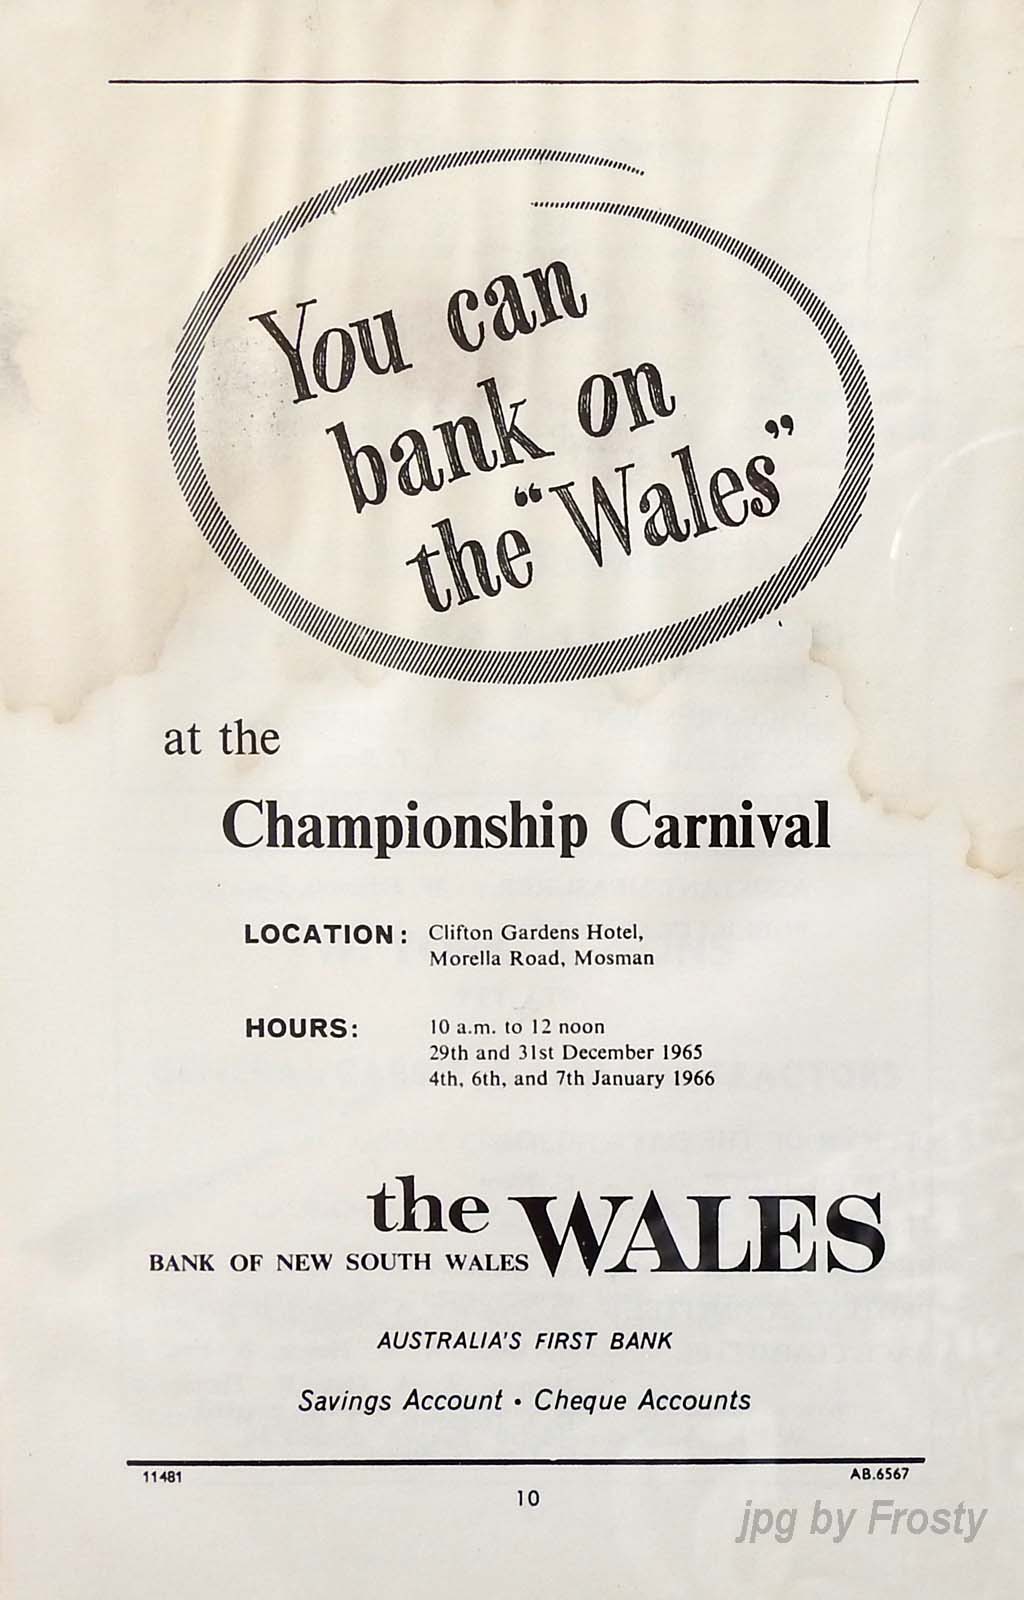 You can
bank on
the “Wales”
at the
Championship Carnival
LOCATION: Clifton Gardens Hotel,
Morella Road, Mosman
HOURS: 10 a.m. to 12 noon
29th and 31st December 1965
4th, 6th, and 7th January 1966
the WALES
BANK OF NEW SOUTH WALES
AUSTRALIA'S FIRST BANK
Savings Account • Cheque Accounts
11481 AB.6567
10
jpg by Frosty